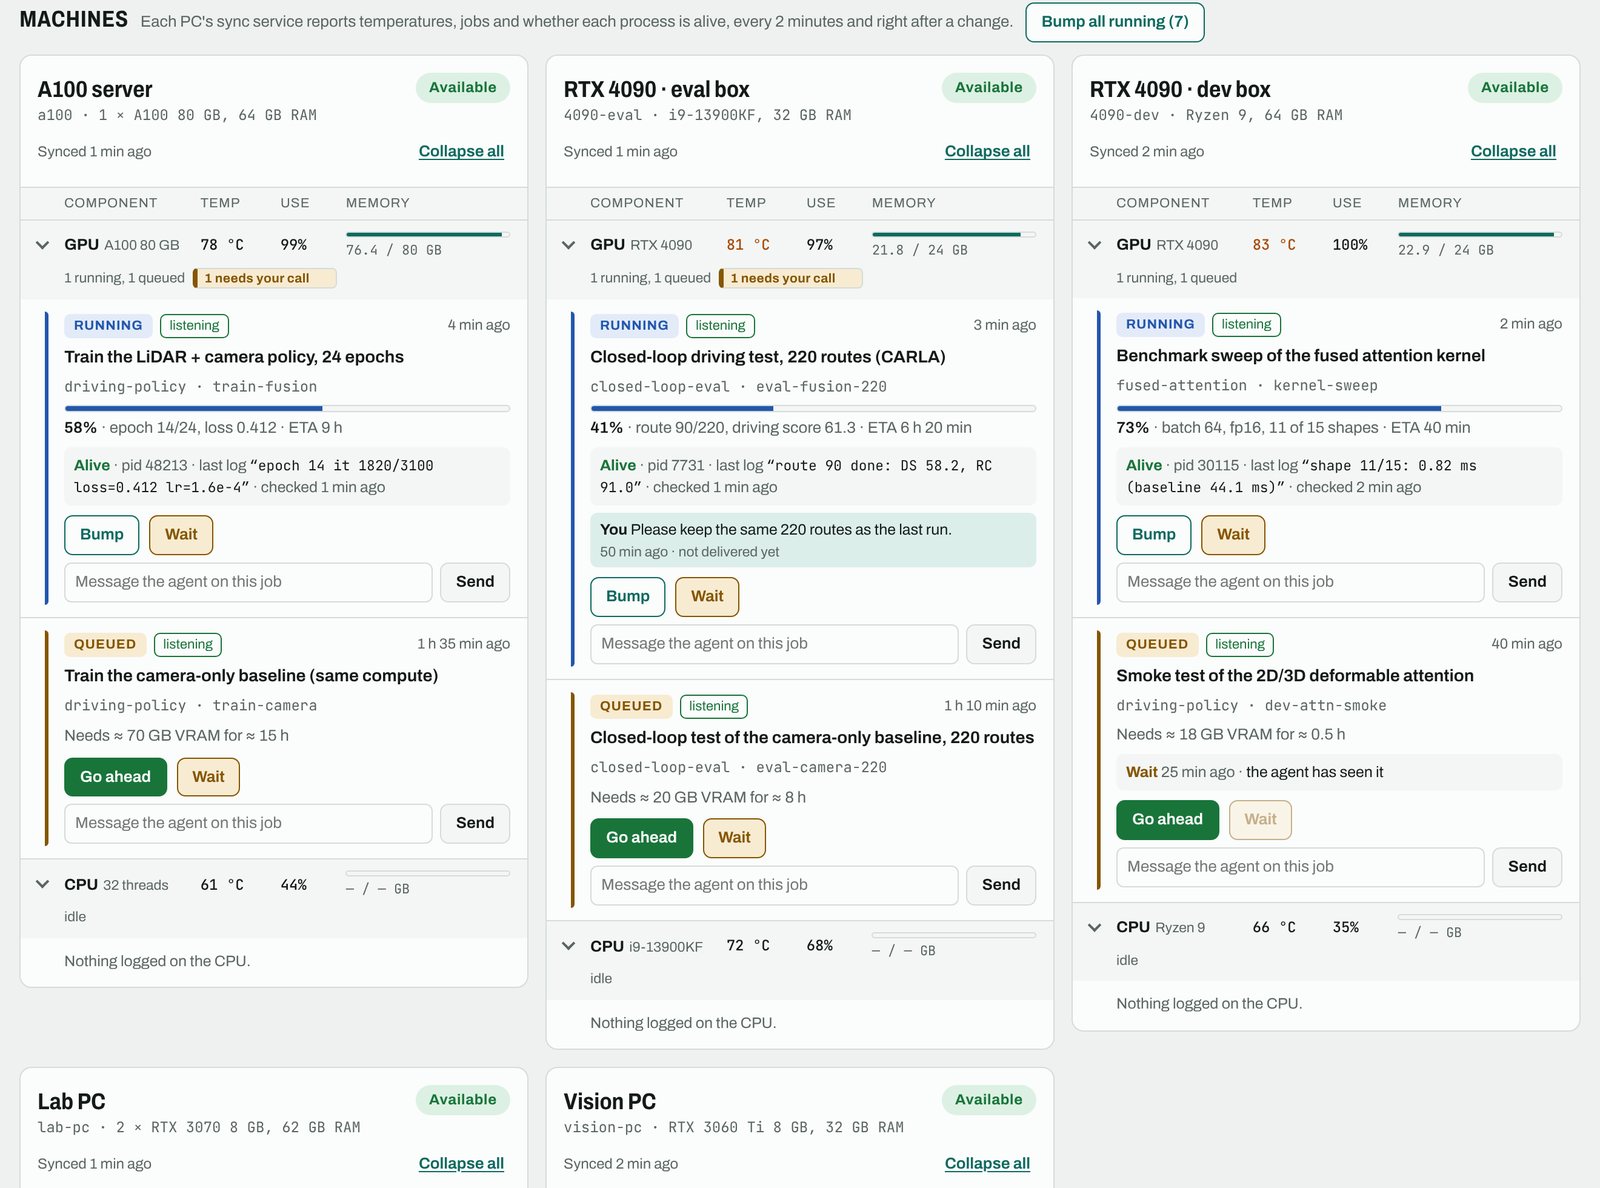 MACHINES Each PC's sync service reports temperatures, jobs and whether each process is alive, every 2 minutes and right after a change. Bump all running (7)
A100 server Available
a100 · 1 × A100 80 GB, 64 GB RAM
Synced 1 min ago Collapse all
COMPONENT TEMP USE MEMORY
GPU A100 80 GB 78 °C 99% 76.4 / 80 GB
1 running, 1 queued 1 needs your call
RUNNING listening 4 min ago
Train the LiDAR + camera policy, 24 epochs
driving-policy · train-fusion
58% · epoch 14/24, loss 0.412 · ETA 9 h
Alive · pid 48213 · last log “epoch 14 it 1820/3100
loss=0.412 lr=1.6e-4” · checked 1 min ago
Bump Wait
Message the agent on this job Send
QUEUED listening 1 h 35 min ago
Train the camera-only baseline (same compute)
driving-policy · train-camera
Needs ≈ 70 GB VRAM for ≈ 15 h
Go ahead Wait
Message the agent on this job Send
CPU 32 threads 61 °C 44% — / — GB
idle
Nothing logged on the CPU.
RTX 4090 · eval box Available
4090-eval · i9-13900KF, 32 GB RAM
Synced 1 min ago Collapse all
COMPONENT TEMP USE MEMORY
GPU RTX 4090 81 °C 97% 21.8 / 24 GB
1 running, 1 queued 1 needs your call
RUNNING listening 3 min ago
Closed-loop driving test, 220 routes (CARLA)
closed-loop-eval · eval-fusion-220
41% · route 90/220, driving score 61.3 · ETA 6 h 20 min
Alive · pid 7731 · last log “route 90 done: DS 58.2, RC
91.0” · checked 1 min ago
You Please keep the same 220 routes as the last run.
50 min ago · not delivered yet
Bump Wait
Message the agent on this job Send
QUEUED listening 1 h 10 min ago
Closed-loop test of the camera-only baseline, 220 routes
closed-loop-eval · eval-camera-220
Needs ≈ 20 GB VRAM for ≈ 8 h
Go ahead Wait
Message the agent on this job Send
CPU i9-13900KF 72 °C 68% — / — GB
idle
Nothing logged on the CPU.
RTX 4090 · dev box Available
4090-dev · Ryzen 9, 64 GB RAM
Synced 2 min ago Collapse all
COMPONENT TEMP USE MEMORY
GPU RTX 4090 83 °C 100% 22.9 / 24 GB
1 running, 1 queued
RUNNING listening 2 min ago
Benchmark sweep of the fused attention kernel
fused-attention · kernel-sweep
73% · batch 64, fp16, 11 of 15 shapes · ETA 40 min
Alive · pid 30115 · last log “shape 11/15: 0.82 ms
(baseline 44.1 ms)” · checked 2 min ago
Bump Wait
Message the agent on this job Send
QUEUED listening 40 min ago
Smoke test of the 2D/3D deformable attention
driving-policy · dev-attn-smoke
Needs ≈ 18 GB VRAM for ≈ 0.5 h
Wait 25 min ago · the agent has seen it
Go ahead Wait
Message the agent on this job Send
CPU Ryzen 9 66 °C 35% — / — GB
idle
Nothing logged on the CPU.
Lab PC Available
lab-pc · 2 × RTX 3070 8 GB, 62 GB RAM
Synced 1 min ago Collapse all
Vision PC Available
vision-pc · RTX 3060 Ti 8 GB, 32 GB RAM
Synced 2 min ago Collapse all